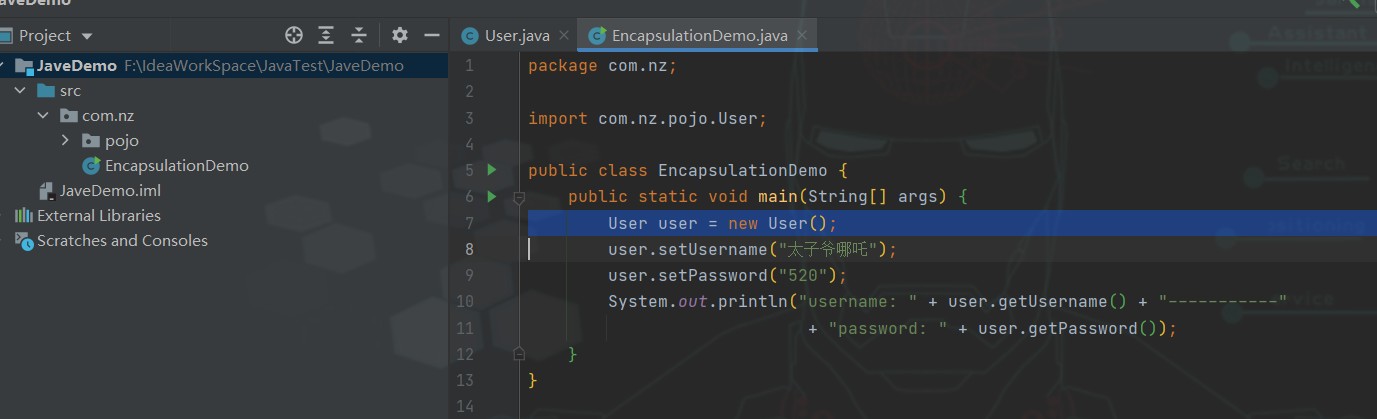 JaveDemo
Project
User.java
EncapsulationDemo.java
JaveDemo F:\IdeaWorkSpace\JavaTest\JaveDemo
src
com.nz
pojo
EncapsulationDemo
JaveDemo.iml
External Libraries
Scratches and Consoles
1 package com.nz;
2
3 import com.nz.pojo.User;
4
5 public class EncapsulationDemo {
6 public static void main(String[] args) {
7 User user = new User();
8 user.setUsername("太子爷哪吒");
9 user.setPassword("520");
10 System.out.println("username: " + user.getUsername() + "-----------"
11 + "password: " + user.getPassword());
12 }
13 }
14
Assistant
Intelligen
Search